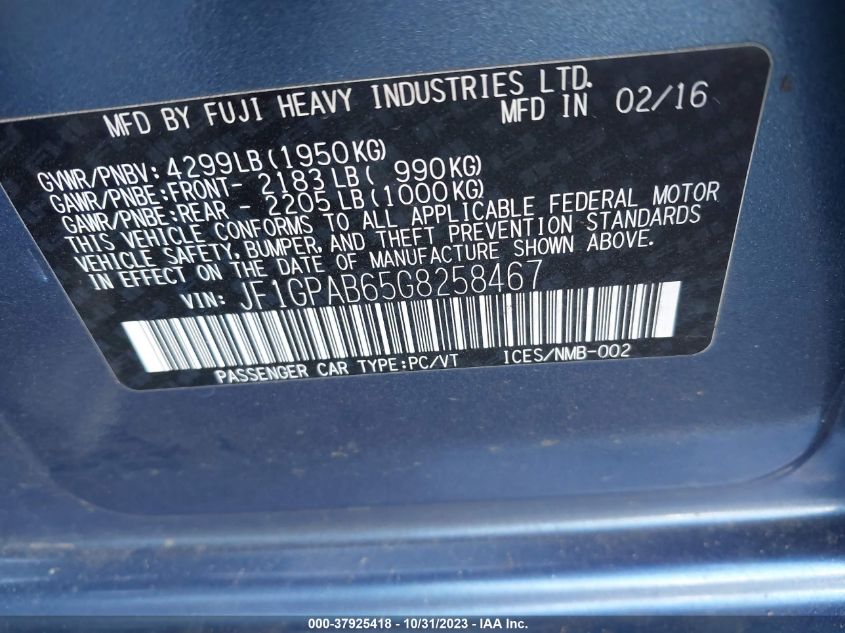 MFD BY FUJI HEAVY INDUSTRIES LTD.
MFD IN 02/16
GVWR/PNBV: 4299LB(1950KG)
GAWR/PNBE:FRONT- 2183LB( 990KG)
GAWR/PNBE:REAR - 2205LB(1000KG)
THIS VEHICLE CONFORMS TO ALL APPLICABLE FEDERAL MOTOR
VEHICLE SAFETY, BUMPER, AND THEFT PREVENTION STANDARDS
IN EFFECT ON THE DATE OF MANUFACTURE SHOWN ABOVE.
VIN: JF1GPAB65G8258467
PASSENGER CAR TYPE:PC/VT ICES/NMB-002
000-37925418 - 10/31/2023 - IAA Inc.